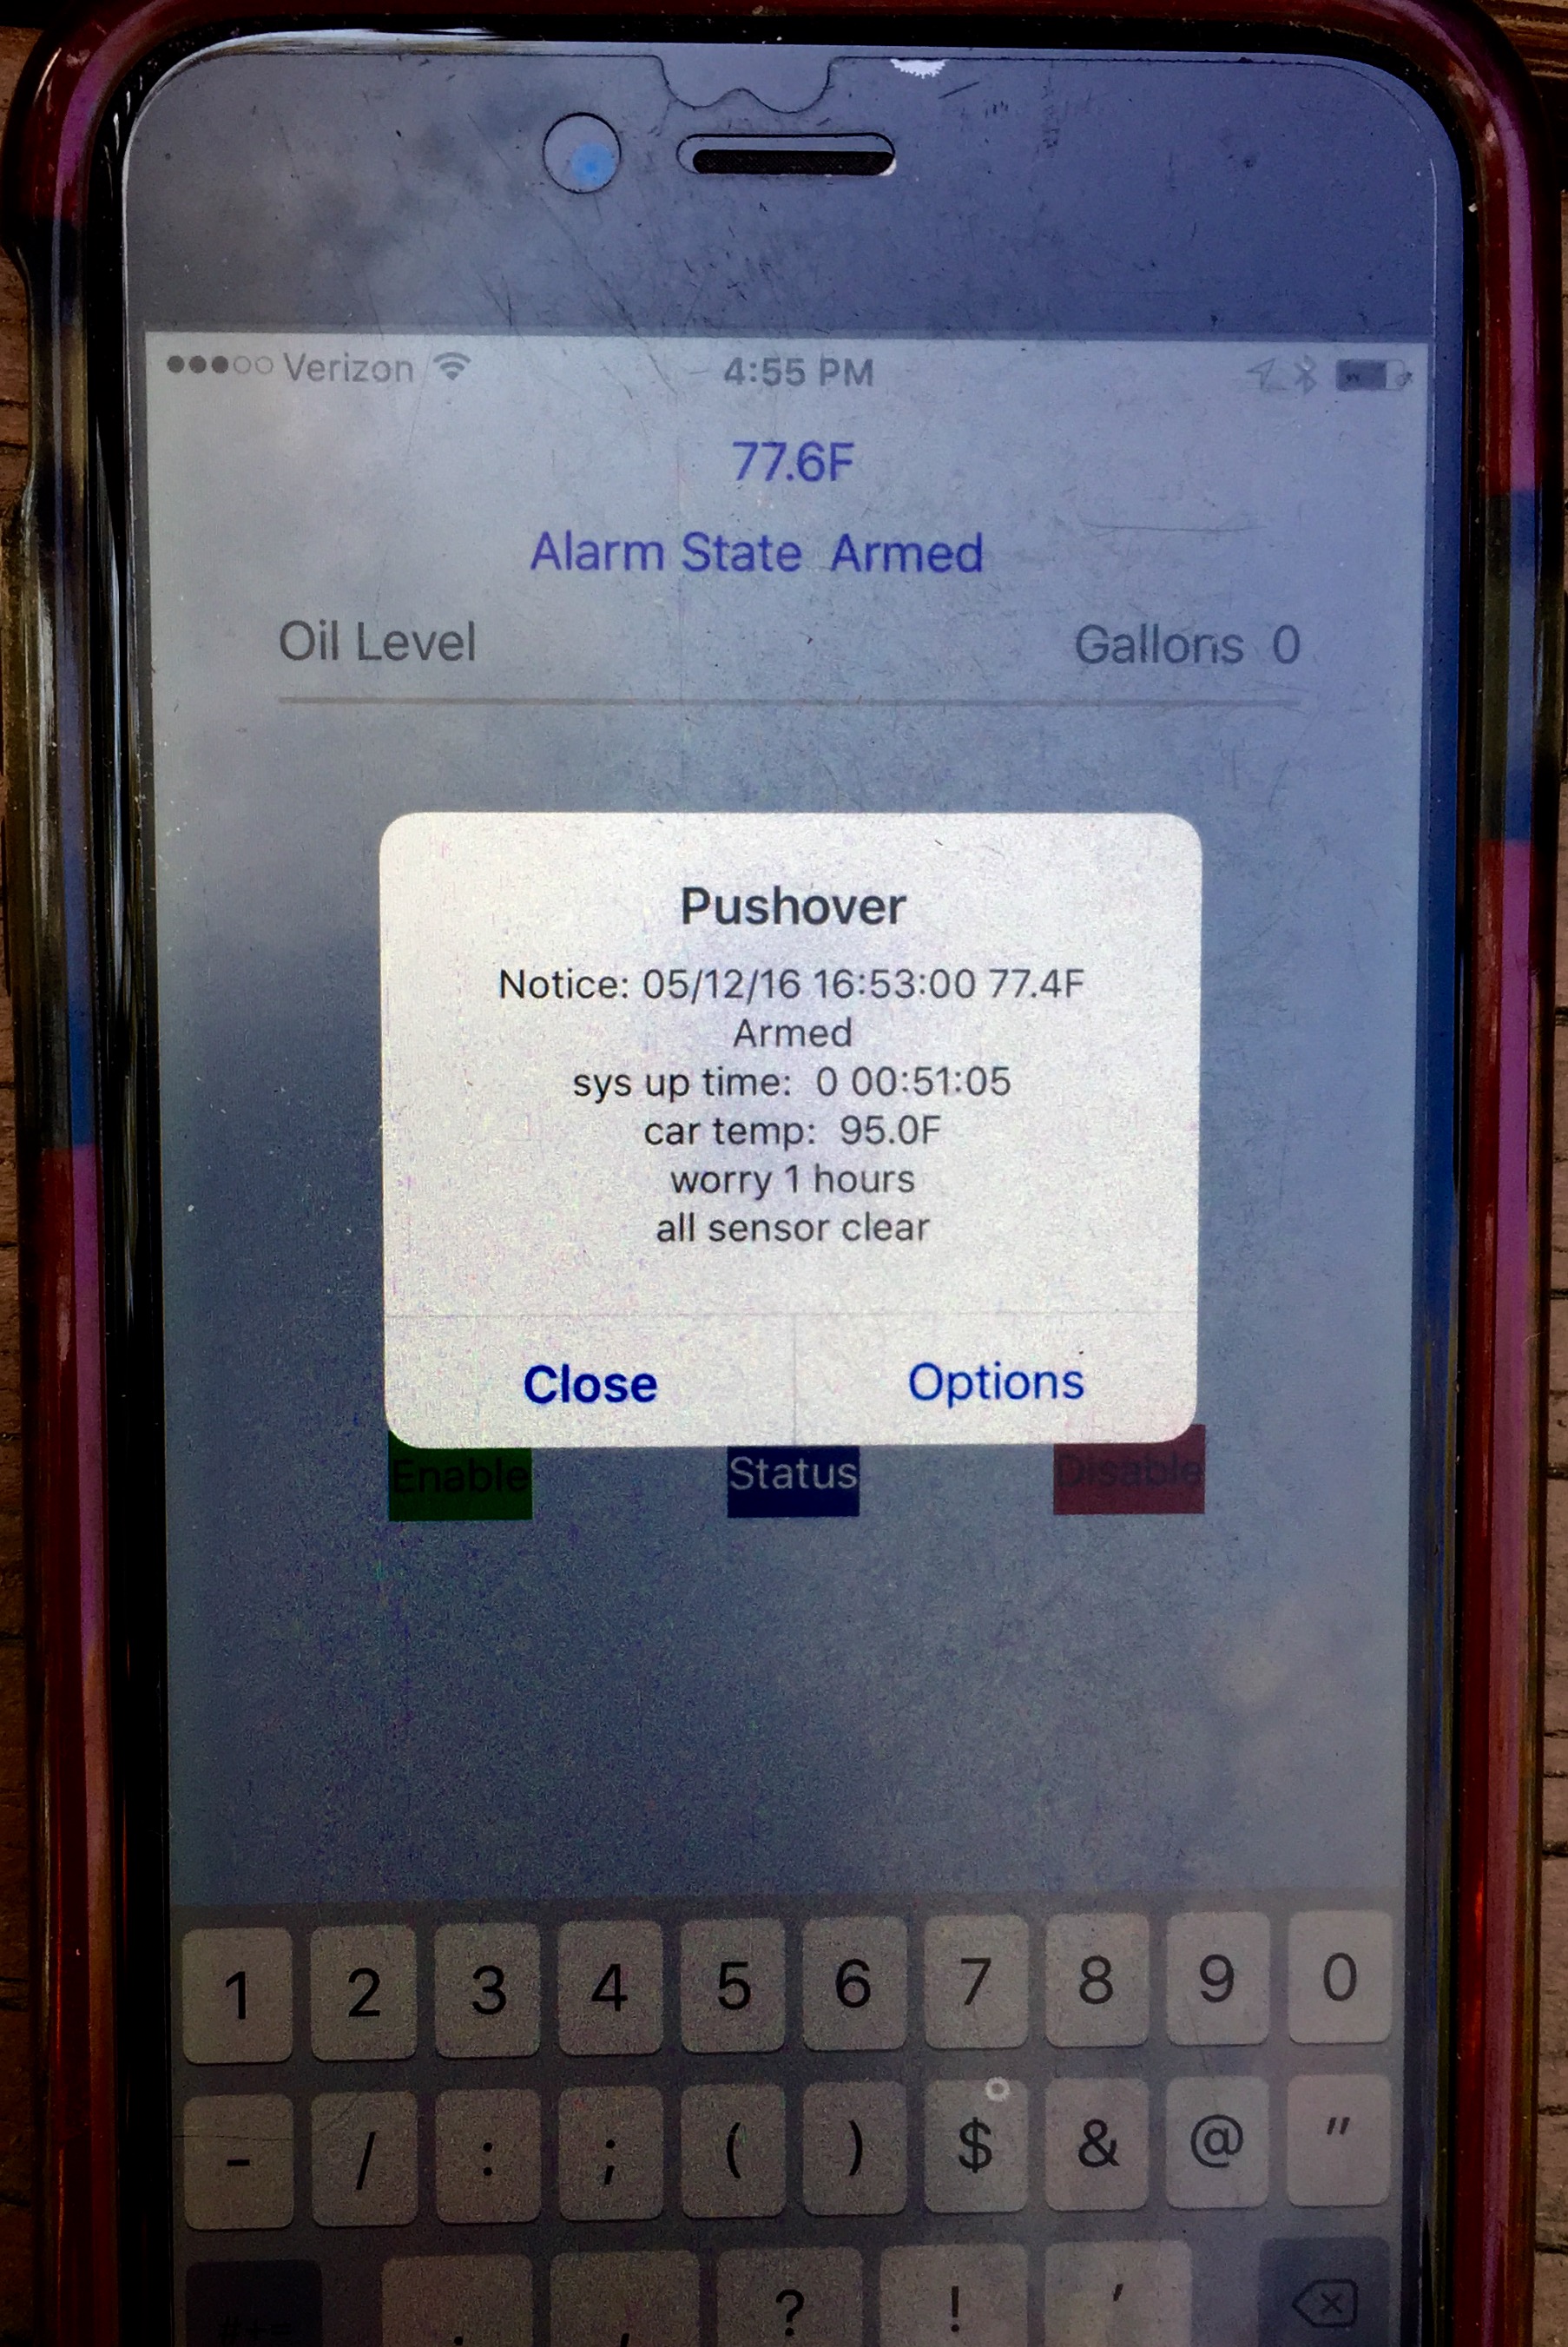 Verizon 4:55 PM
77.6F
Alarm State Armed
Oil Level Gallons 0
Pushover
Notice: 05/12/16 16:53:00 77.4F
Armed
sys up time: 0 00:51:05
car temp: 95.0F
worry 1 hours
all sensor clear
Close Options
Enable Status Disable
1 2 3 4 5 6 7 8 9 0
- / : ; ( ) $ & @ "
. , ? ! '